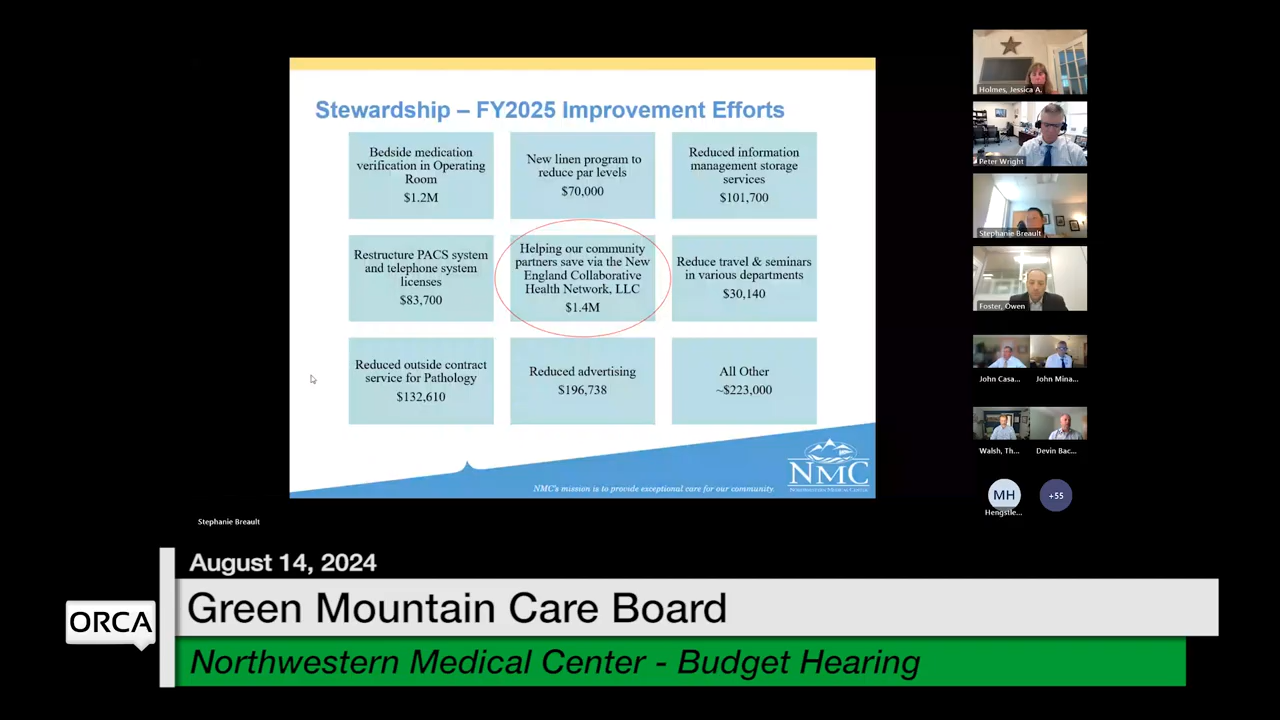 Stewardship – FY2025 Improvement Efforts
Bedside medication
verification in Operating
Room
$1.2M
New linen program to
reduce par levels
$70,000
Reduced information
management storage
services
$101,700
Restructure PACS system
and telephone system
licenses
$83,700
Helping our community
partners save via the New
England Collaborative
Health Network, LLC
$1.4M
Reduce travel & seminars
in various departments
$30,140
Reduced outside contract
service for Pathology
$132,610
Reduced advertising
$196,738
All Other
~$223,000
NMC's mission is to provide exceptional care for our community.
NMC
NORTHWESTERN MEDICAL CENTER
Holmes, Jessica A.
Peter Wright
Stephanie Breault
Foster, Owen
John Casa...
John Mina...
Walsh, Th...
Devin Bac...
MH
+55
Hengstle...
Stephanie Breault
August 14, 2024
ORCA
Green Mountain Care Board
Northwestern Medical Center - Budget Hearing